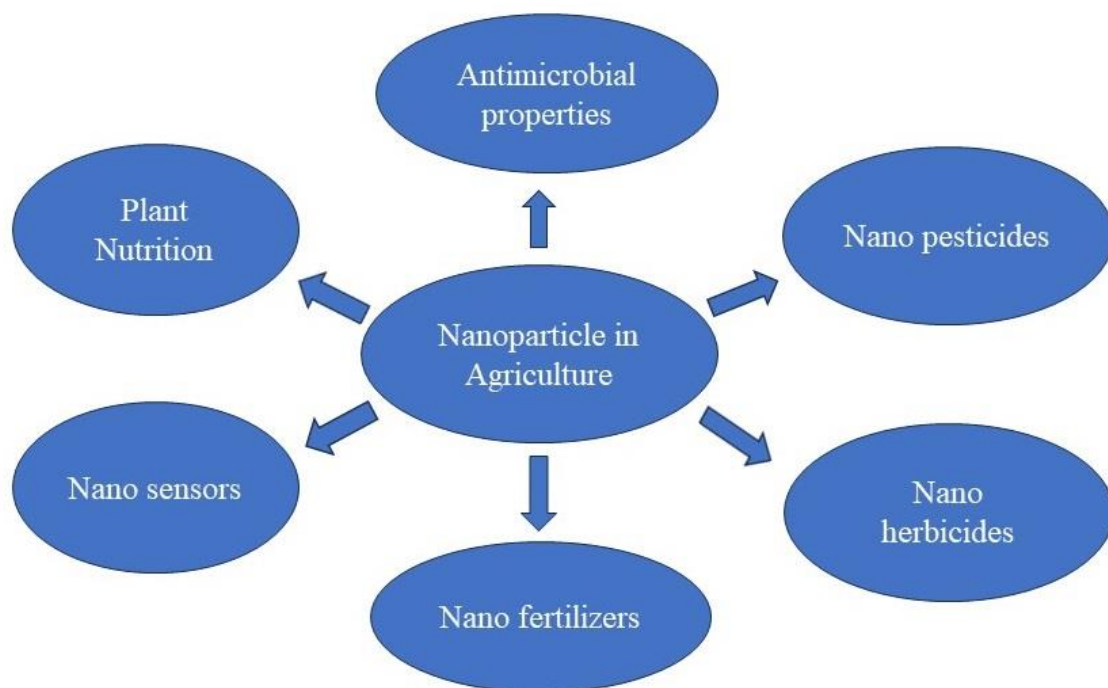 Antimicrobial
properties
Plant
Nutrition
Nano pesticides
Nanoparticle in
Agriculture
Nano sensors
Nano
herbicides
Nano fertilizers